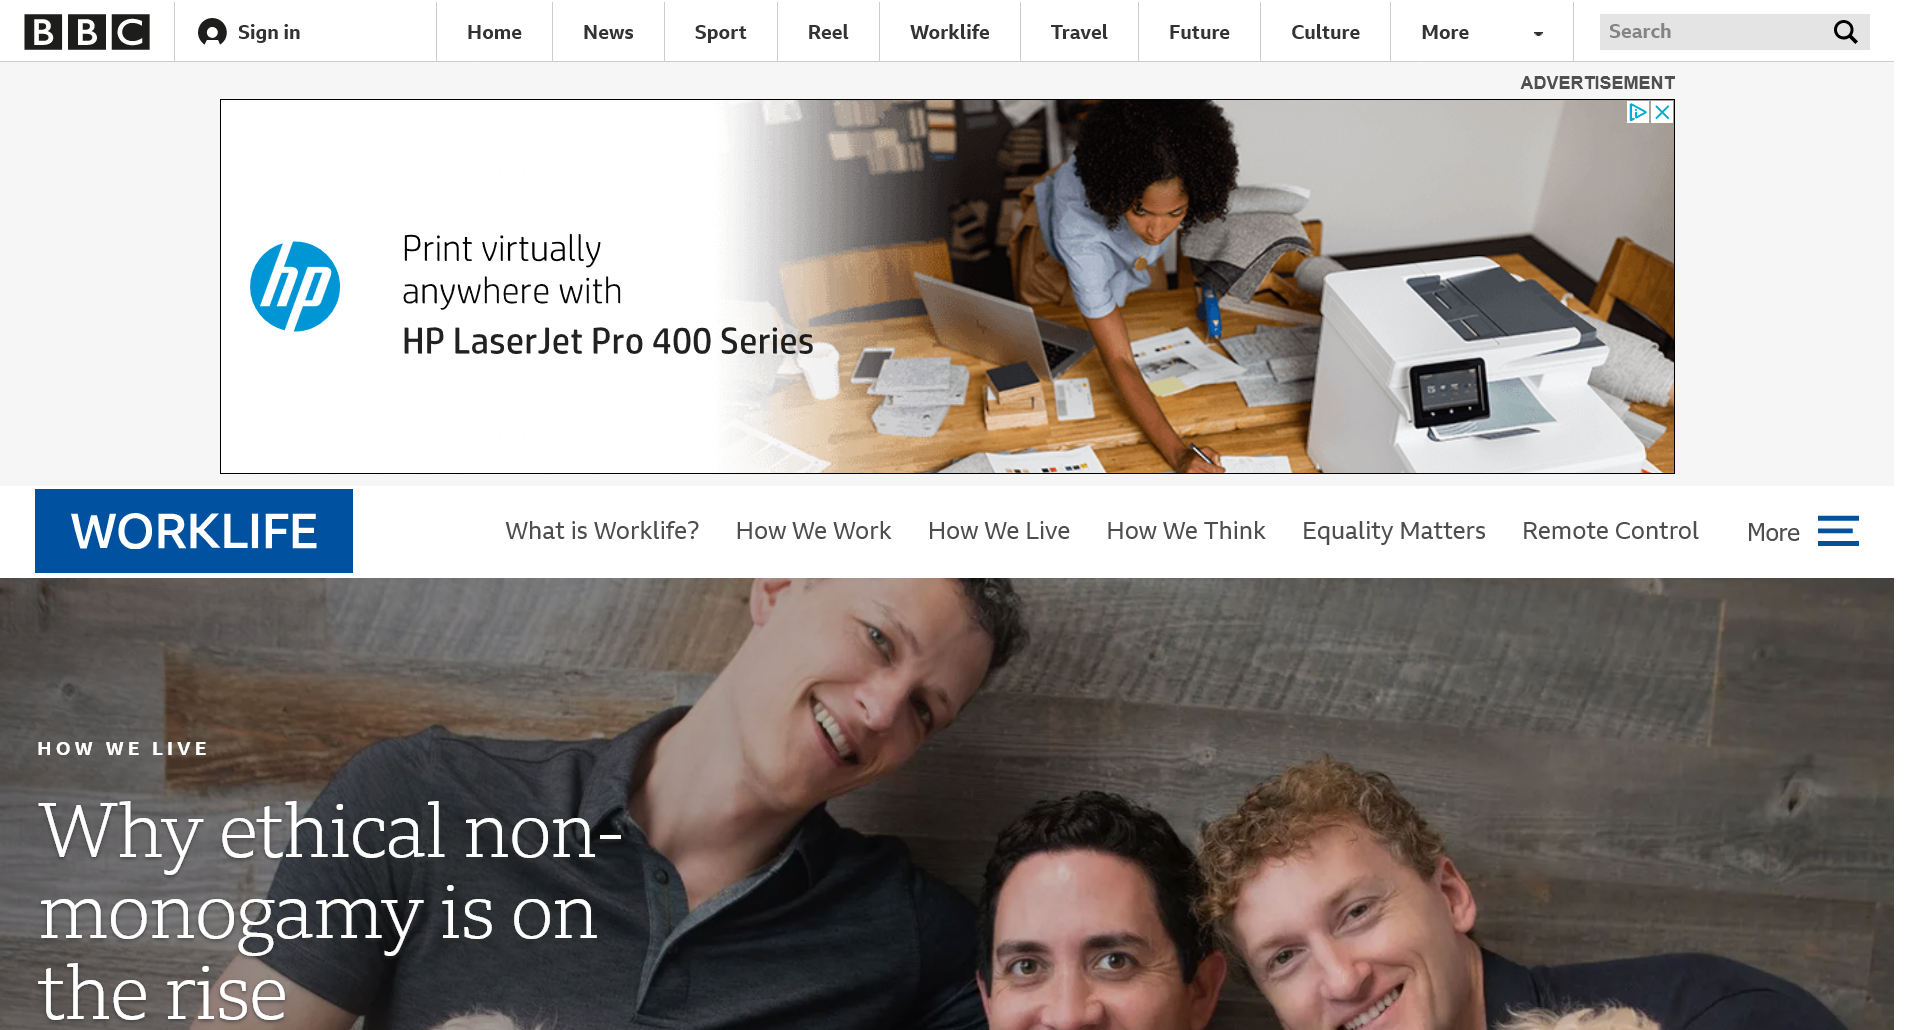 BBC
Sign in
Home
News
Sport
Reel
Worklife
Travel
Future
Culture
More
Search
ADVERTISEMENT
hp
Print virtually
anywhere with
HP LaserJet Pro 400 Series
WORKLIFE
What is Worklife?
How We Work
How We Live
How We Think
Equality Matters
Remote Control
More
HOW WE LIVE
Why ethical non-
monogamy is on
the rise